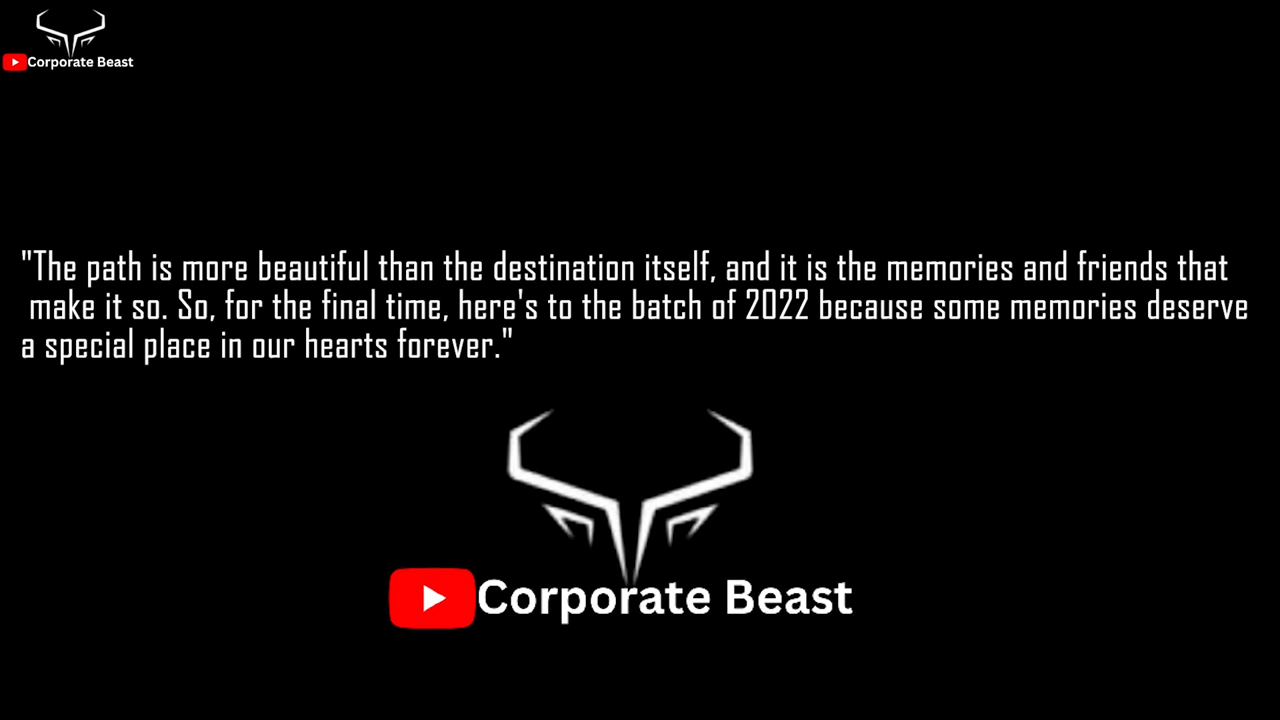 Corporate Beast
"The path is more beautiful than the destination itself, and it is the memories and friends that
make it so. So, for the final time, here's to the batch of 2022 because some memories deserve
a special place in our hearts forever."
Corporate Beast